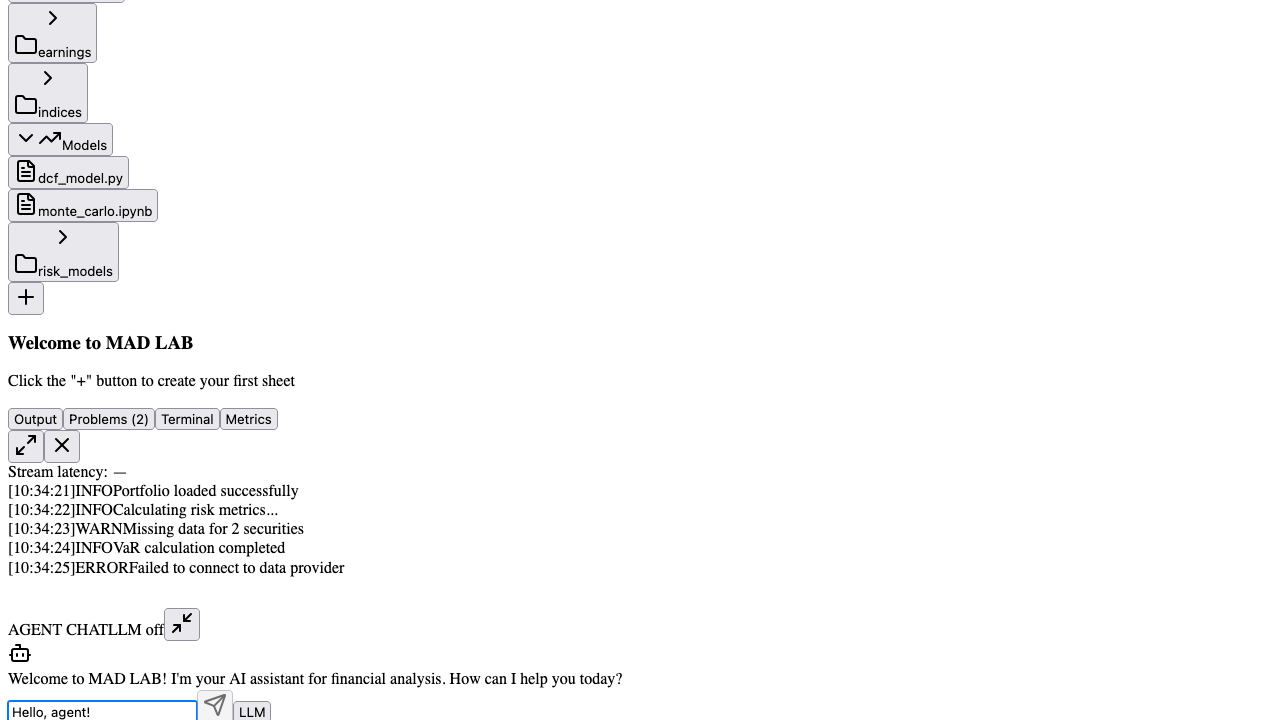 earnings
indices
Models
dcf_model.py
monte_carlo.ipynb
risk_models
Welcome to MAD LAB
Click the "+" button to create your first sheet
Output Problems (2) Terminal Metrics
Stream latency: —
[10:34:21]INFOPortfolio loaded successfully
[10:34:22]INFOCalculating risk metrics...
[10:34:23]WARNMissing data for 2 securities
[10:34:24]INFOVaR calculation completed
[10:34:25]ERRORFailed to connect to data provider
AGENT CHATLLM off
Welcome to MAD LAB! I'm your AI assistant for financial analysis. How can I help you today?
Hello, agent! LLM